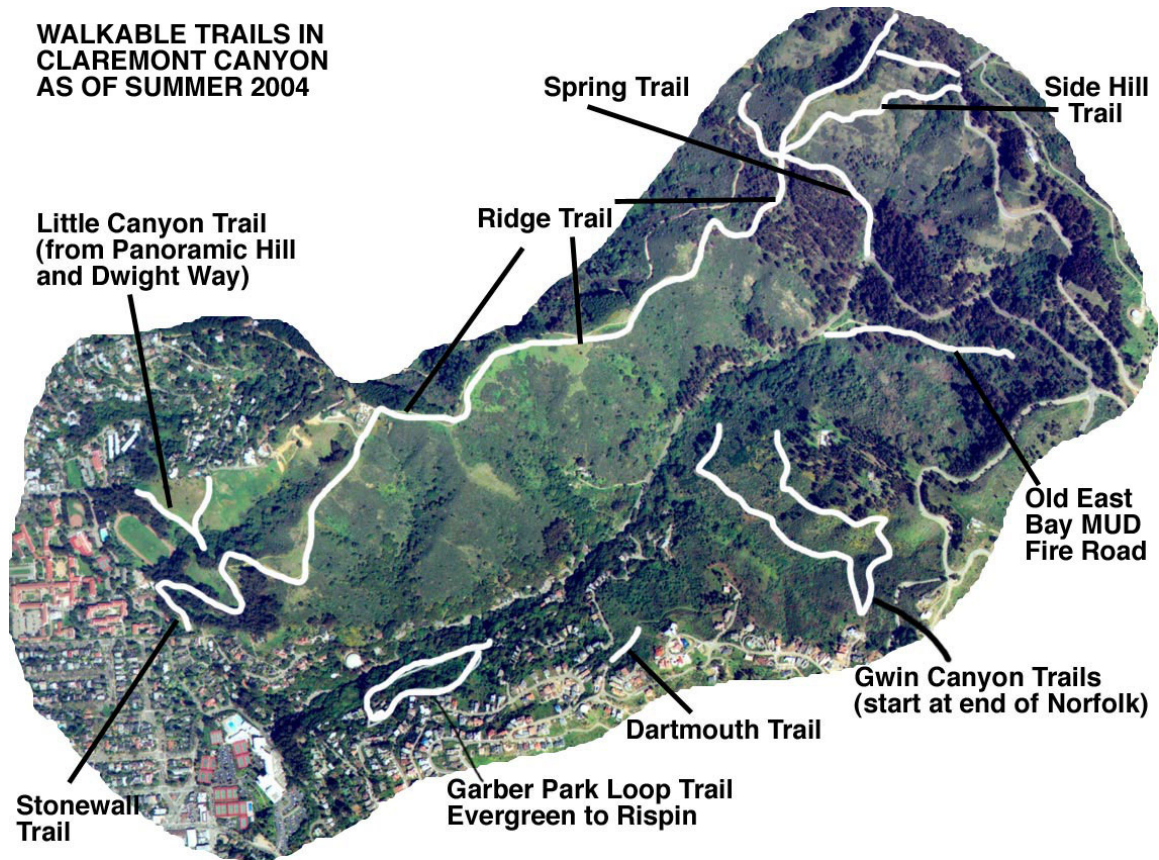 WALKABLE TRAILS IN
CLAREMONT CANYON
AS OF SUMMER 2004
Spring Trail
Side Hill
Trail
Little Canyon Trail
(from Panoramic Hill
and Dwight Way)
Ridge Trail
Old East
Bay MUD
Fire Road
Gwin Canyon Trails
(start at end of Norfolk)
Dartmouth Trail
Garber Park Loop Trail
Evergreen to Rispin
Stonewall
Trail